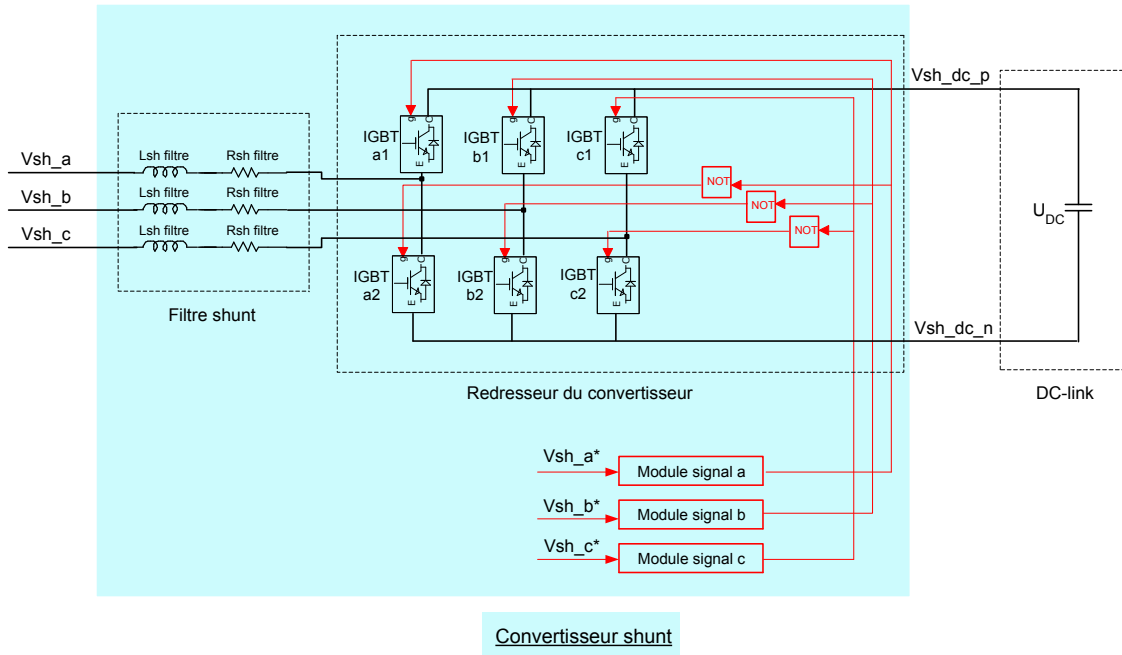 Vsh_dc_p
g
C
E
IGBT
a1
g
C
E
IGBT
b1
g
C
E
IGBT
c1
Vsh_a
Vsh_b
Vsh_c
Lsh filtre
Rsh filtre
Lsh filtre
Rsh filtre
Lsh filtre
Rsh filtre
NOT
NOT
NOT
U_DC
g
C
E
IGBT
a2
g
C
E
IGBT
b2
g
C
E
IGBT
c2
Filtre shunt
Vsh_dc_n
Redresseur du convertisseur
DC-link
Vsh_a*
Module signal a
Vsh_b*
Module signal b
Vsh_c*
Module signal c
Convertisseur shunt